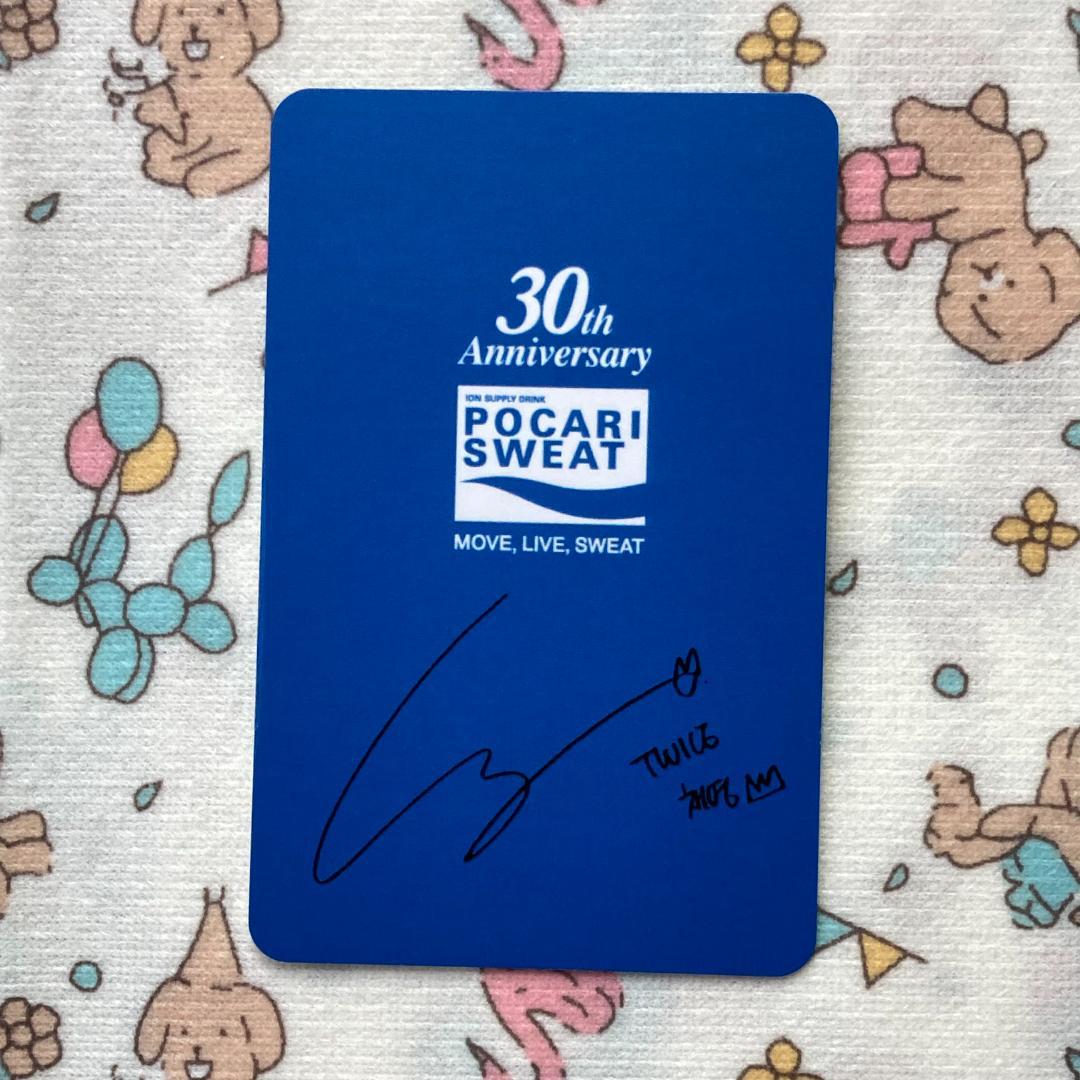 30th
Anniversary
ION SUPPLY DRINK
POCARI
SWEAT
MOVE, LIVE, SWEAT
TWICE
채영